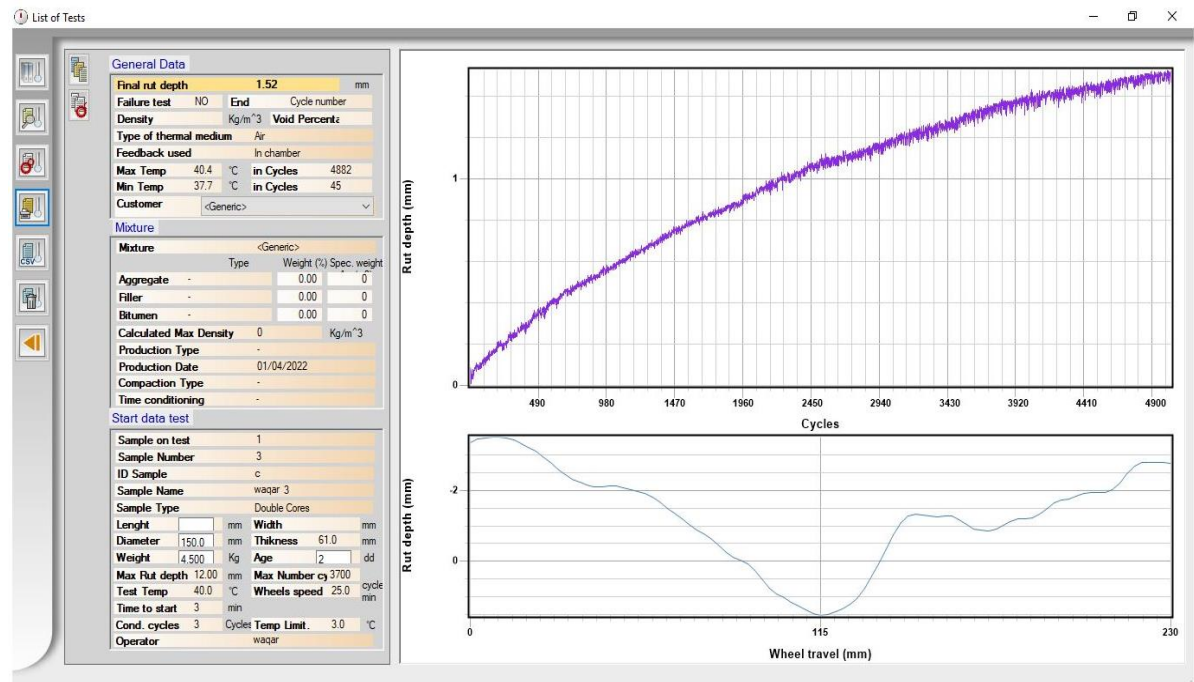 List of Tests
General Data
Final rut depth 1.52 mm
Failure test NO End Cycle number
Density Kg/m^3 Void Percenta
Type of thermal medium Air
Feedback used In chamber
Max Temp 40.4 °C in Cycles 4882
Min Temp 37.7 °C in Cycles 45
Customer <Generic>
Mixture
Mixture <Generic>
Type Weight (%) Spec. weight
Aggregate - 0.00 0
Filler - 0.00 0
Bitumen - 0.00 0
Calculated Max Density 0 Kg/m^3
Production Type -
Production Date 01/04/2022
Compaction Type -
Time conditioning -
Start data test
Sample on test 1
Sample Number 3
ID Sample c
Sample Name waqar 3
Sample Type Double Cores
Lenght mm Width mm
Diameter 150.0 mm Thikness 61.0 mm
Weight 4.500 Kg Age 2 dd
Max Rut depth 12.00 mm Max Number cy 3700
Test Temp 40.0 °C Wheels speed 25.0 cycle min
Time to start 3 min
Cond. cycles 3 Cycles Temp Limit. 3.0 °C
Operator waqar
CSV
Rut depth (mm)
1
0
490 980 1470 1960 2450 2940 3430 3920 4410 4900
Cycles
Rut depth (mm)
-2
0
0 115 230
Wheel travel (mm)